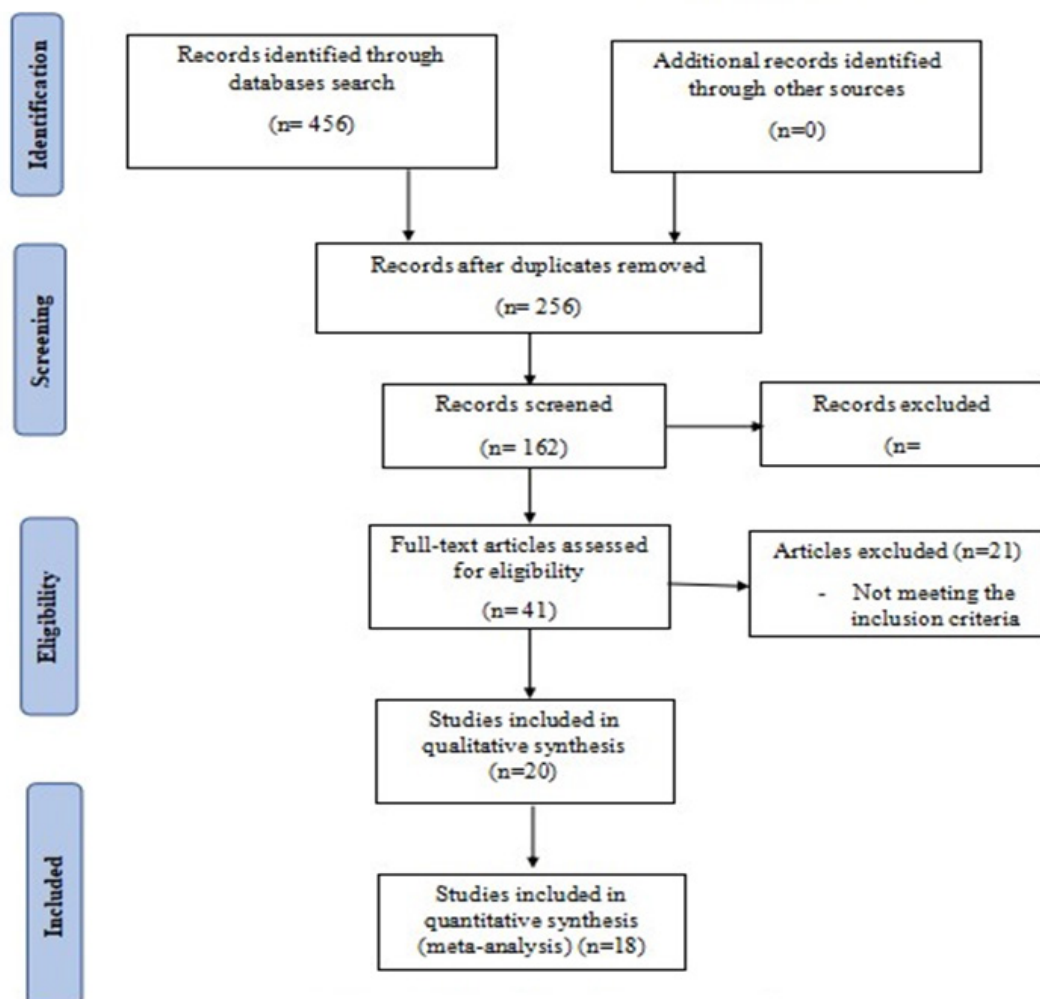 Identification
Records identified through
databases search
(n= 456)
Additional records identified
through other sources
(n=0)
Screening
Records after duplicates removed
(n= 256)
Records screened
(n= 162)
Records excluded
(n=
Eligibility
Full-text articles assessed
for eligibility
(n= 41)
Articles excluded (n=21)
- Not meeting the
inclusion criteria
Studies included in
qualitative synthesis
(n=20)
Included
Studies included in
quantitative synthesis
(meta-analysis) (n=18)